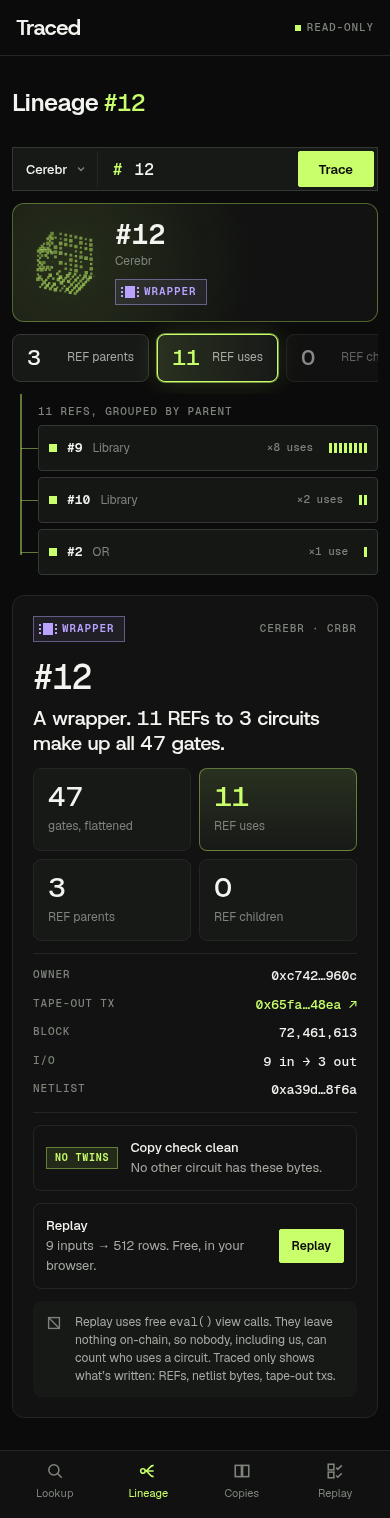 Traced
READ-ONLY
Lineage #12
Cerebr # 12 Trace
#12
Cerebr
WRAPPER
3 REF parents
11 REF uses
0 REF ch
11 REFS, GROUPED BY PARENT
#9 Library ×8 uses
#10 Library ×2 uses
#2 OR ×1 use
WRAPPER
CEREBR · CRBR
#12
A wrapper. 11 REFs to 3 circuits
make up all 47 gates.
47
gates, flattened
11
REF uses
3
REF parents
0
REF children
OWNER 0xc742…960c
TAPE-OUT TX 0x65fa…48ea ↗
BLOCK 72,461,613
I/O 9 in → 3 out
NETLIST 0xa39d…8f6a
NO TWINS
Copy check clean
No other circuit has these bytes.
Replay
9 inputs → 512 rows. Free, in your
browser.
Replay
Replay uses free eval() view calls. They leave
nothing on-chain, so nobody, including us, can
count who uses a circuit. Traced only shows
what's written: REFs, netlist bytes, tape-out txs.
Lookup
Lineage
Copies
Replay